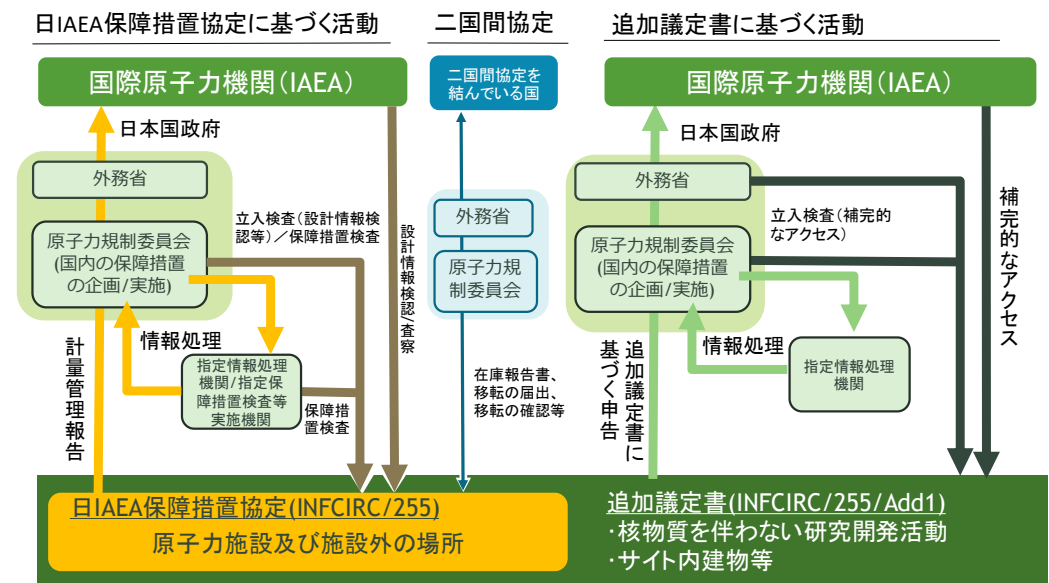 日IAEA保障措置協定に基づく活動
国際原子力機関(IAEA)
日本国政府
外務省
原子力規制委員会
(国内の保障措置
の企画/実施)
立入検査(設計情報検
認等)/保障措置検査
設計情報検認/査察
情報処理
指定情報処理
機関/指定保
障措置検査等
実施機関
保障措
置検査
計量管理報告
二国間協定
二国間協定を
結んでいる国
外務省
原子力規
制委員会
在庫報告書、
移転の届出、
移転の確認等
追加議定書に基づく活動
国際原子力機関(IAEA)
日本国政府
外務省
原子力規制委員会
(国内の保障措置
の企画/実施)
立入検査(補完的
なアクセス)
補完的なアクセス
情報処理
指定情報処理
機関
追加議定書に
基づく申告
日IAEA保障措置協定(INFCIRC/255)
原子力施設及び施設外の場所
追加議定書(INFCIRC/255/Add1)
・核物質を伴わない研究開発活動
・サイト内建物等